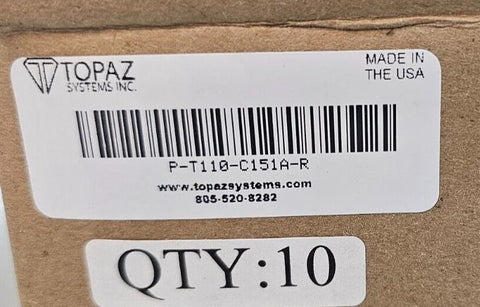 TOPAZ
SYSTEMS INC.
MADE IN
THE USA
P-T110-C151A-R
www.topazsystems.com
805-520-8282
QTY:10